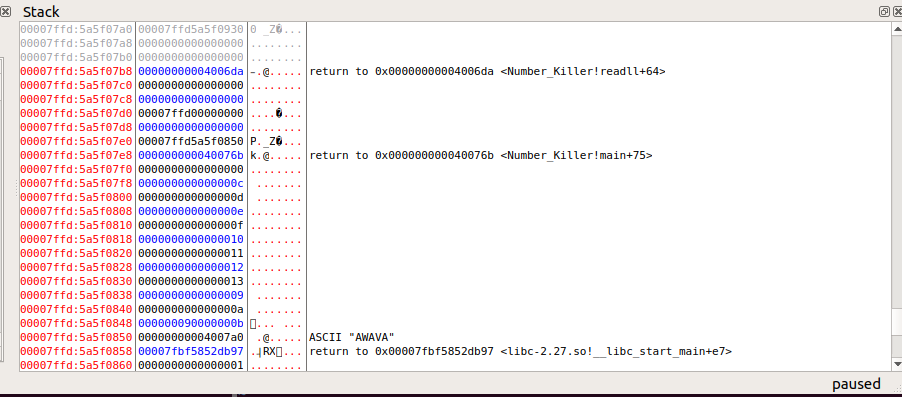 Stack
00007ffd:5a5f07a0 00007ffd5a5f0930 0 _Z�...
00007ffd:5a5f07a8 0000000000000000 ........
00007ffd:5a5f07b0 0000000000000000 ........
00007ffd:5a5f07b8 00000000004006da -.@..... return to 0x00000000004006da <Number_Killer!readll+64>
00007ffd:5a5f07c0 0000000000000000 ........
00007ffd:5a5f07c8 0000000000000000 ........
00007ffd:5a5f07d0 00007ffd00000000 ....�...
00007ffd:5a5f07d8 0000000000000000 ........
00007ffd:5a5f07e0 00007ffd5a5f0850 P._Z�...
00007ffd:5a5f07e8 000000000040076b k.@..... return to 0x000000000040076b <Number_Killer!main+75>
00007ffd:5a5f07f0 0000000000000000 ........
00007ffd:5a5f07f8 000000000000000c .......
00007ffd:5a5f0800 000000000000000d .......
00007ffd:5a5f0808 000000000000000e ........
00007ffd:5a5f0810 000000000000000f ........
00007ffd:5a5f0818 0000000000000010 ........
00007ffd:5a5f0820 0000000000000011 ........
00007ffd:5a5f0828 0000000000000012 ........
00007ffd:5a5f0830 0000000000000013 ........
00007ffd:5a5f0838 0000000000000009 .......
00007ffd:5a5f0840 000000000000000a .......
00007ffd:5a5f0848 000000090000000b ... ...
00007ffd:5a5f0850 00000000004007a0 .@..... ASCII "AWAVA"
00007ffd:5a5f0858 00007fbf5852db97 ..|RX... return to 0x00007fbf5852db97 <libc-2.27.so!__libc_start_main+e7>
00007ffd:5a5f0860 0000000000000001 ........
paused